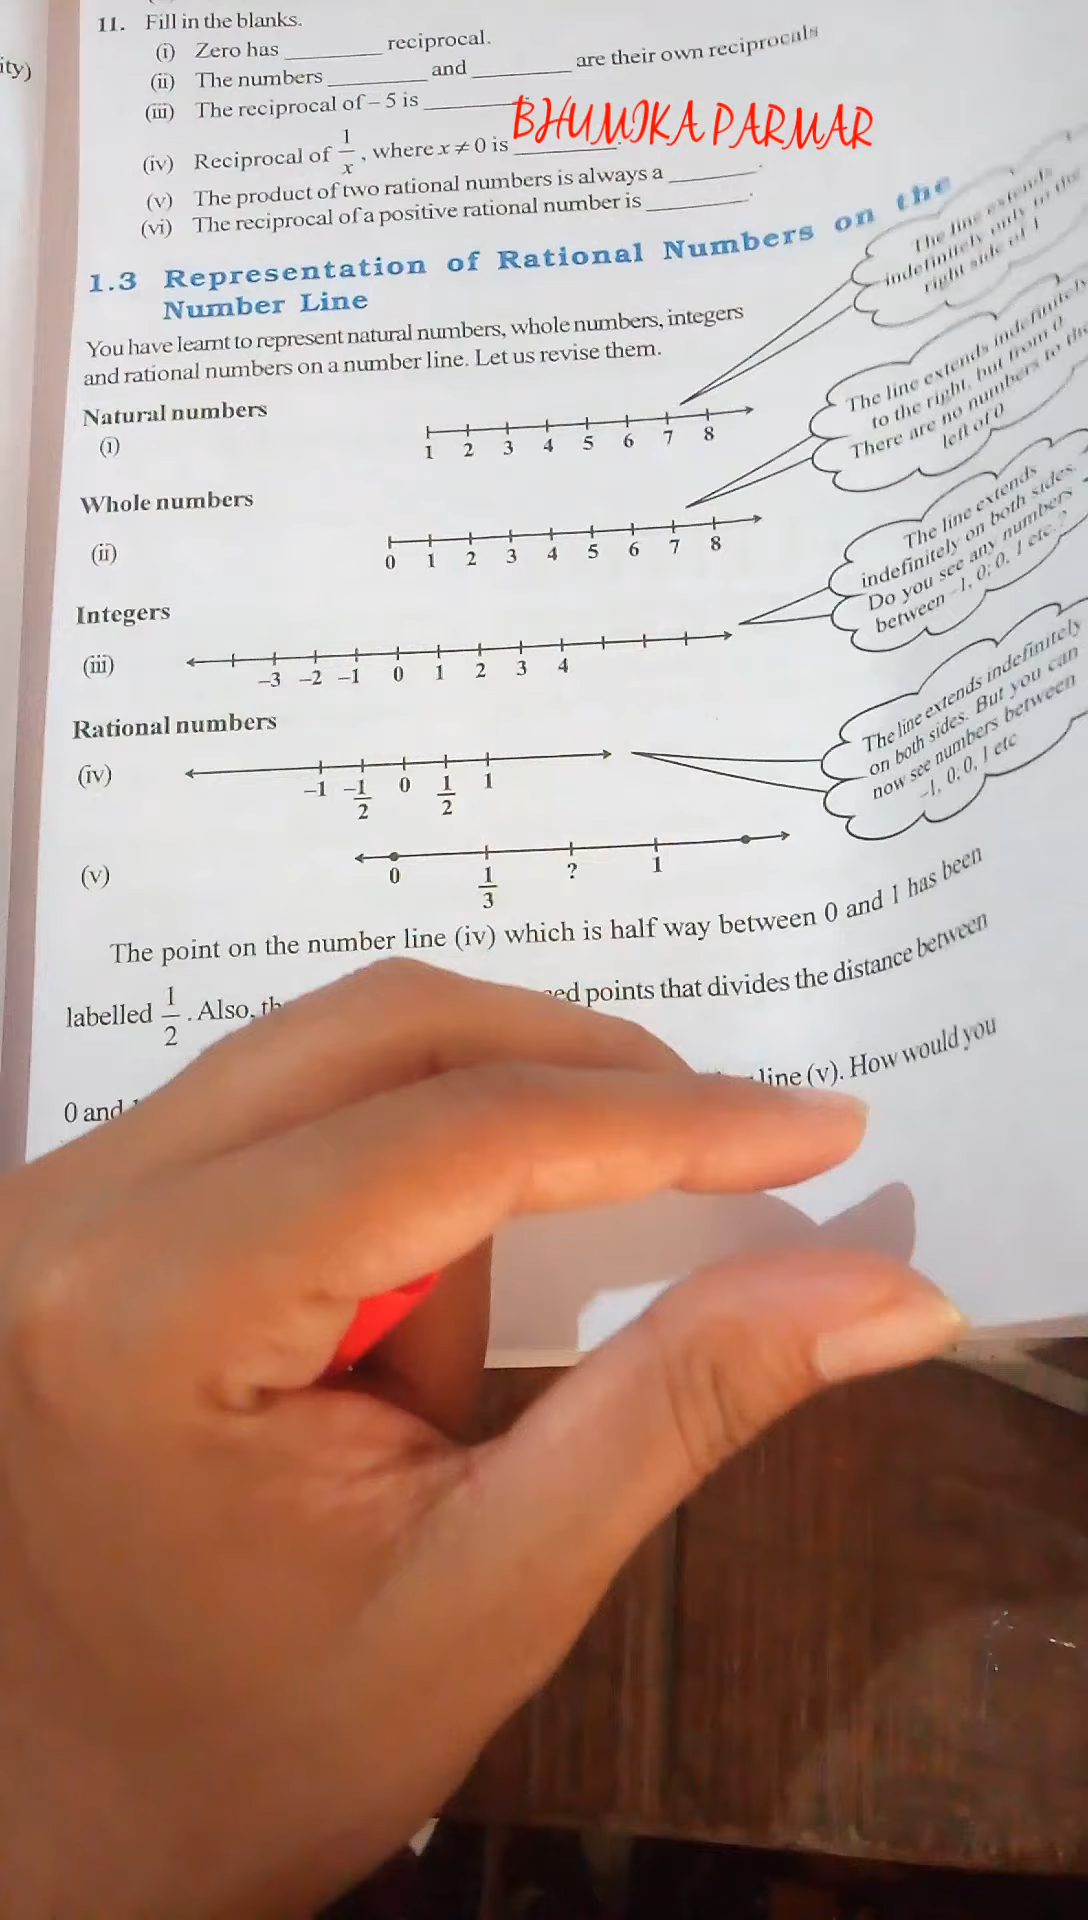 ity)
11. Fill in the blanks.
(i) Zero has ________ reciprocal.
(ii) The numbers ________ and ________ are their own reciprocals
(iii) The reciprocal of – 5 is ________.
BHUMIKA PARMAR
(iv) Reciprocal of 1/x, where x ≠ 0 is ________.
(v) The product of two rational numbers is always a ________.
(vi) The reciprocal of a positive rational number is ________.
1.3 Representation of Rational Numbers on the
Number Line
You have learnt to represent natural numbers, whole numbers, integers
and rational numbers on a number line. Let us revise them.
The line extends
indefinitely only to the
right side of 1
Natural numbers
(i)
1 2 3 4 5 6 7 8
The line extends indefinitely
to the right, but from 0.
There are no numbers to the
left of 0
Whole numbers
(ii)
0 1 2 3 4 5 6 7 8
The line extends
indefinitely on both sides.
Do you see any numbers
between –1, 0; 0, 1 etc.?
Integers
(iii)
–3 –2 –1 0 1 2 3 4
The line extends indefinitely
on both sides. But you can
now see numbers between
–1, 0; 0, 1 etc
Rational numbers
(iv)
–1 –1/2 0 1/2 1
(v)
0 1/3 ? 1
The point on the number line (iv) which is half way between 0 and 1 has been
labelled 1/2. Also, points that divides the distance between
0 and line (v). How would you